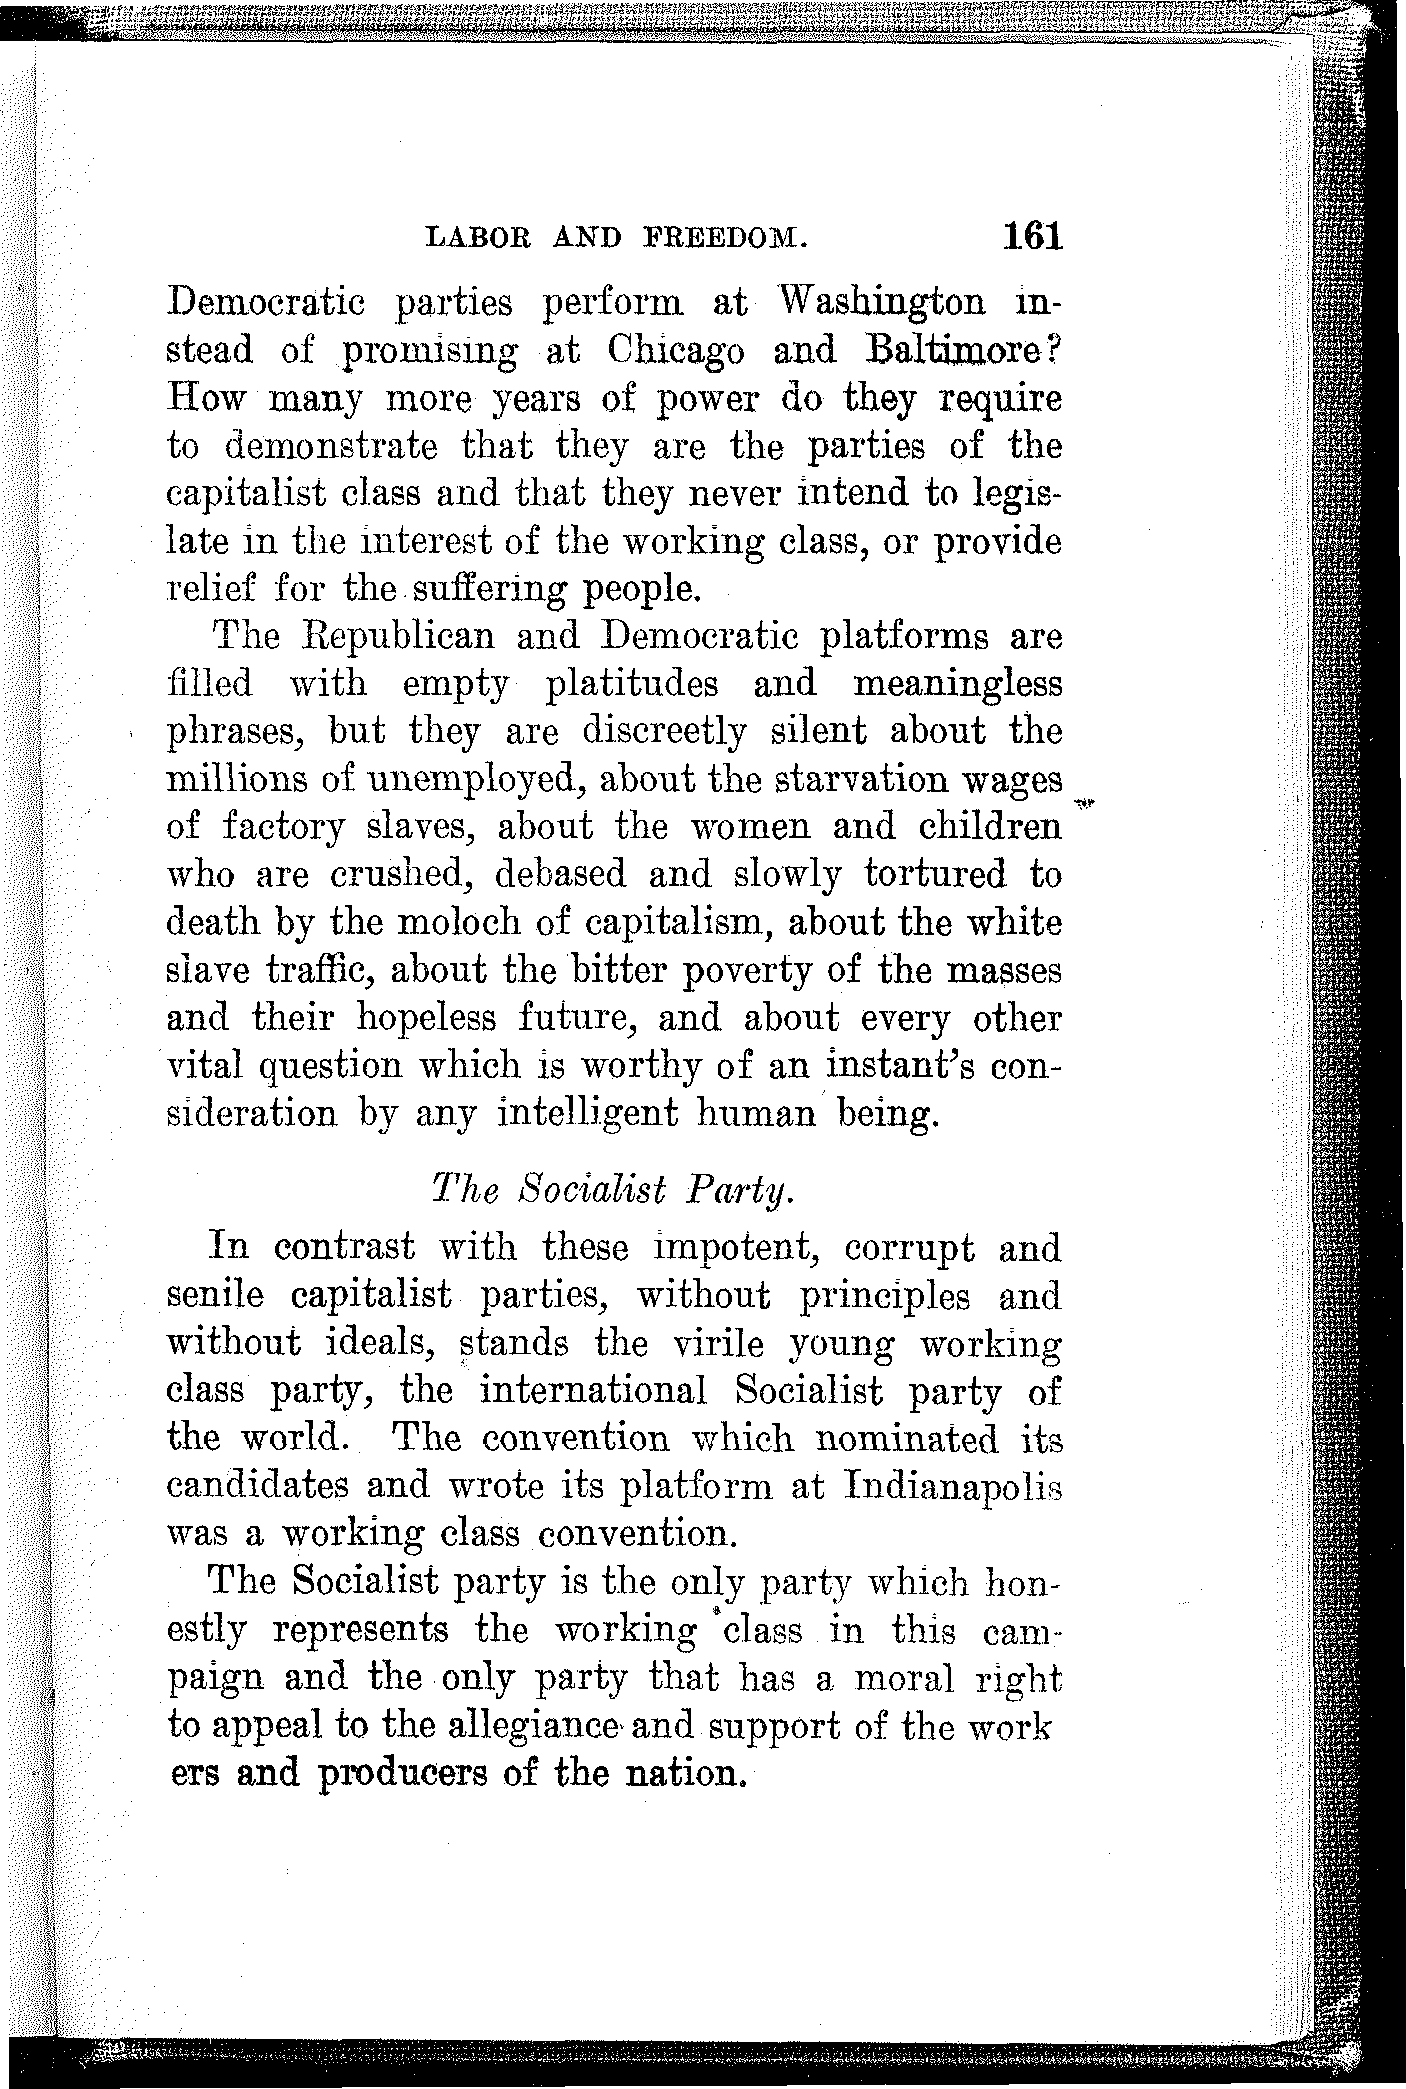 LABOR AND FREEDOM. 161
Democratic parties perform at Washington in-
stead of promising at Chicago and Baltimore?
How many more years of power do they require
to demonstrate that they are the parties of the
capitalist class and that they never intend to legis-
late in the interest of the working class, or provide
relief for the suffering people.
The Republican and Democratic platforms are
filled with empty platitudes and meaningless
phrases, but they are discreetly silent about the
millions of unemployed, about the starvation wages
of factory slaves, about the women and children
who are crushed, debased and slowly tortured to
death by the moloch of capitalism, about the white
slave traffic, about the bitter poverty of the masses
and their hopeless future, and about every other
vital question which is worthy of an instant's con-
sideration by any intelligent human being.
The Socialist Party.
In contrast with these impotent, corrupt and
senile capitalist parties, without principles and
without ideals, stands the virile young working
class party, the international Socialist party of
the world. The convention which nominated its
candidates and wrote its platform at Indianapolis
was a working class convention.
The Socialist party is the only party which hon-
estly represents the working class in this cam-
paign and the only party that has a moral right
to appeal to the allegiance and support of the work
ers and producers of the nation.